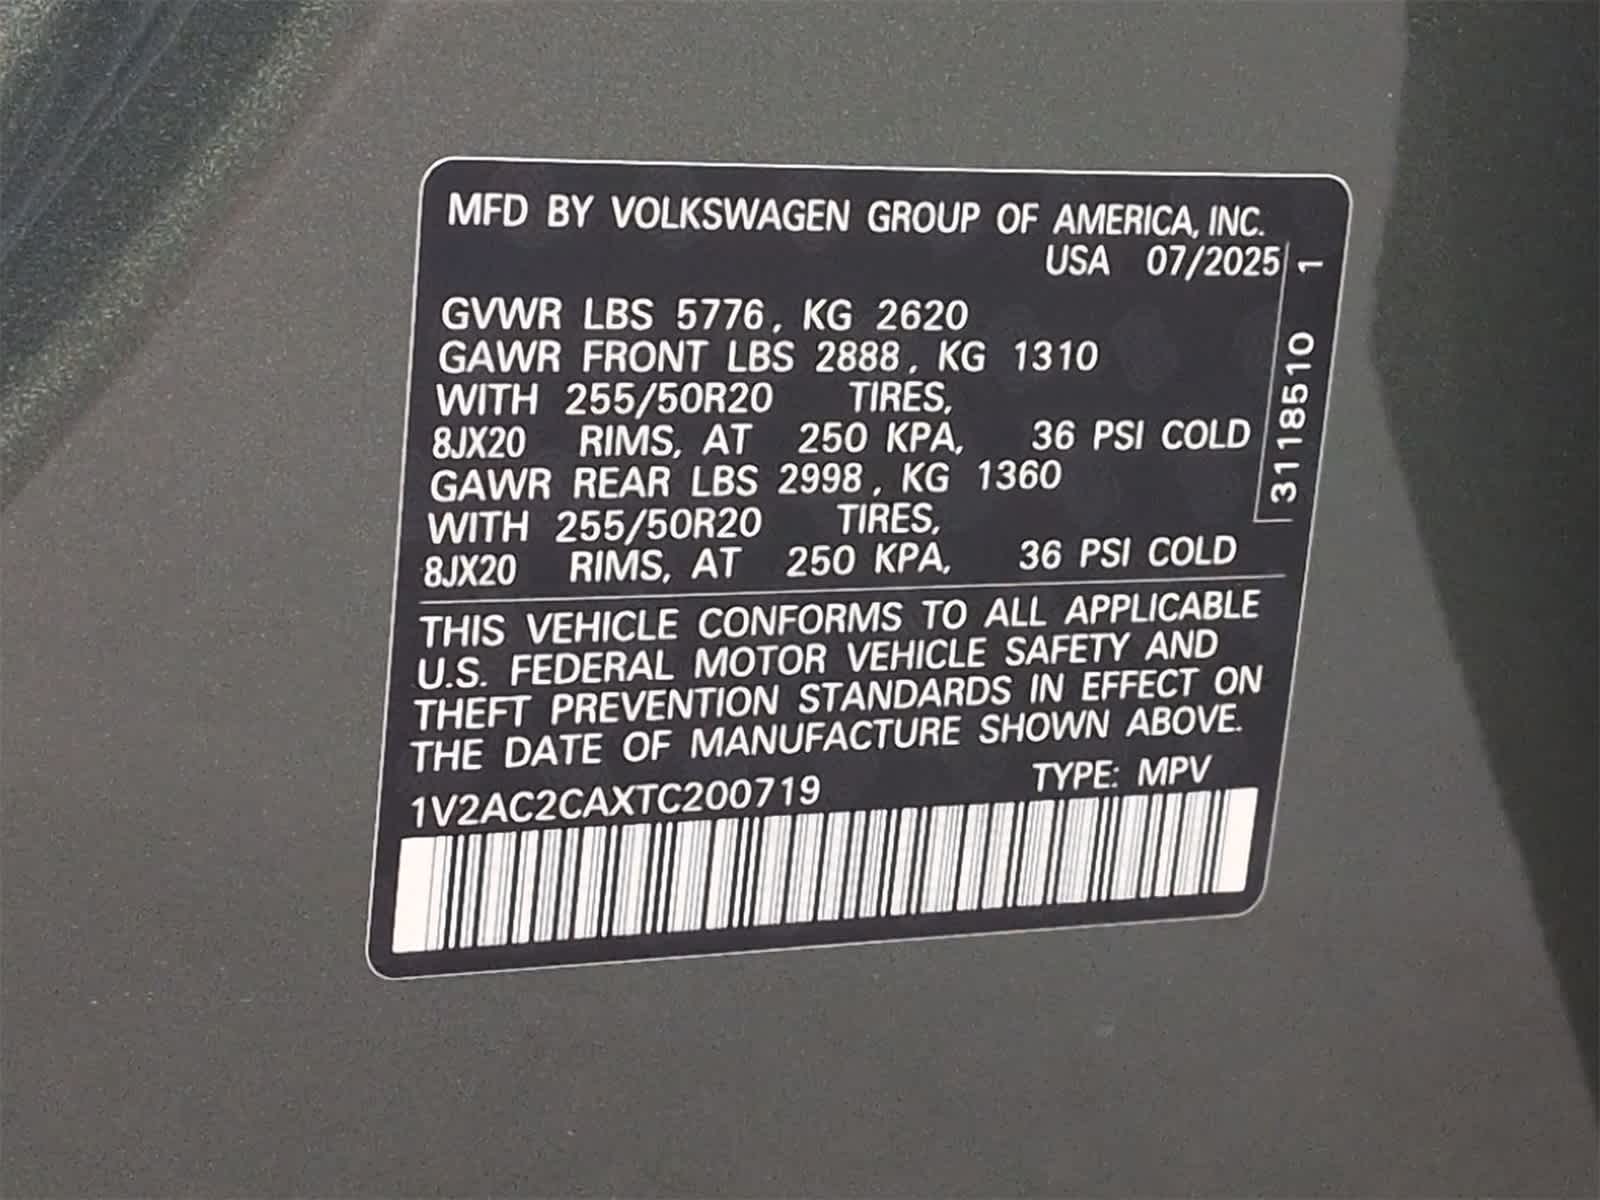 MFD BY VOLKSWAGEN GROUP OF AMERICA, INC.
USA 07/2025
GVWR LBS 5776, KG 2620
GAWR FRONT LBS 2888, KG 1310
WITH 255/50R20 TIRES,
8JX20 RIMS, AT 250 KPA, 36 PSI COLD
GAWR REAR LBS 2998, KG 1360
WITH 255/50R20 TIRES,
8JX20 RIMS, AT 250 KPA, 36 PSI COLD
3118510 1
THIS VEHICLE CONFORMS TO ALL APPLICABLE
U.S. FEDERAL MOTOR VEHICLE SAFETY AND
THEFT PREVENTION STANDARDS IN EFFECT ON
THE DATE OF MANUFACTURE SHOWN ABOVE.
1V2AC2CAXTC200719 TYPE: MPV